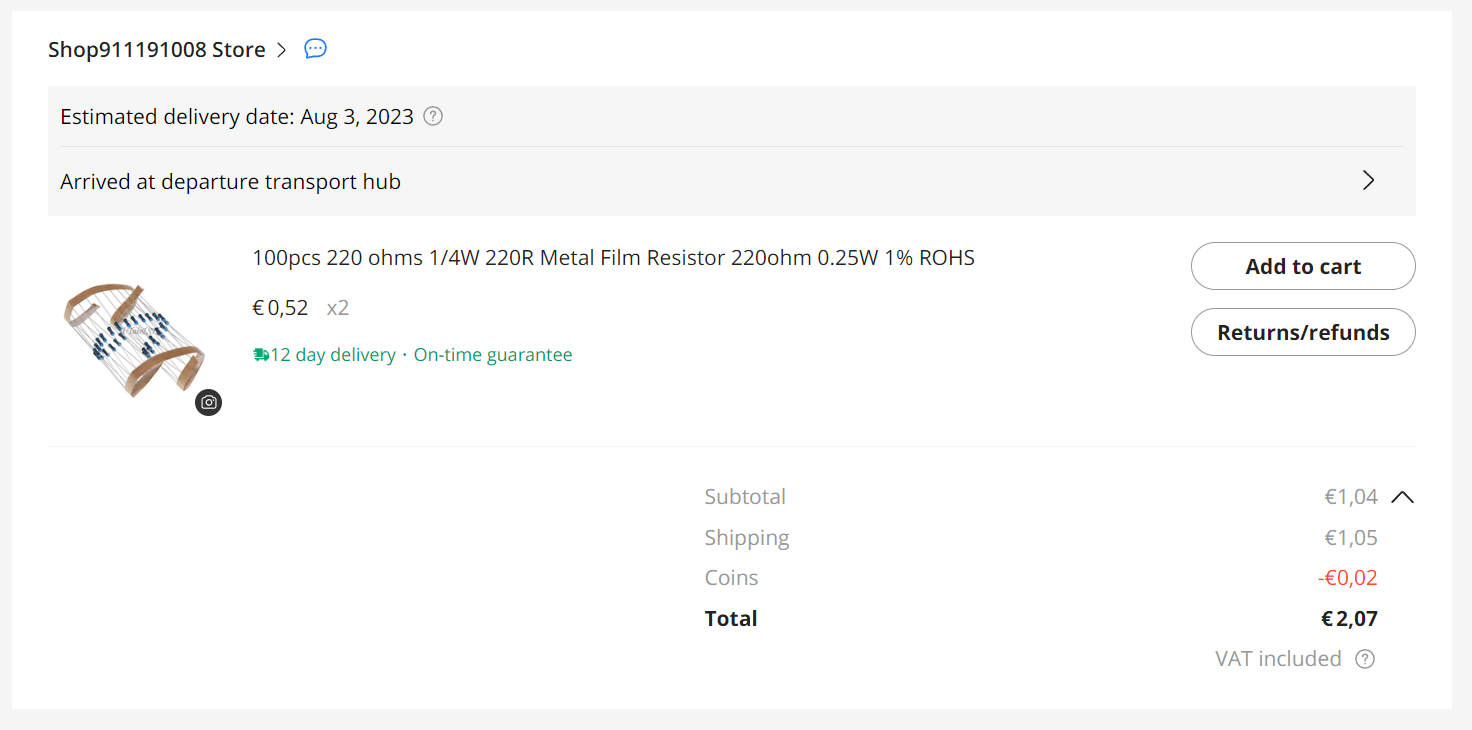 Shop911191008 Store
Estimated delivery date: Aug 3, 2023 ?
Arrived at departure transport hub
100pcs 220 ohms 1/4W 220R Metal Film Resistor 220ohm 0.25W 1% ROHS
Add to cart
€0,52 x2
Returns/refunds
12 day delivery · On-time guarantee
Subtotal €1,04
Shipping €1,05
Coins -€0,02
Total €2,07
VAT included ?